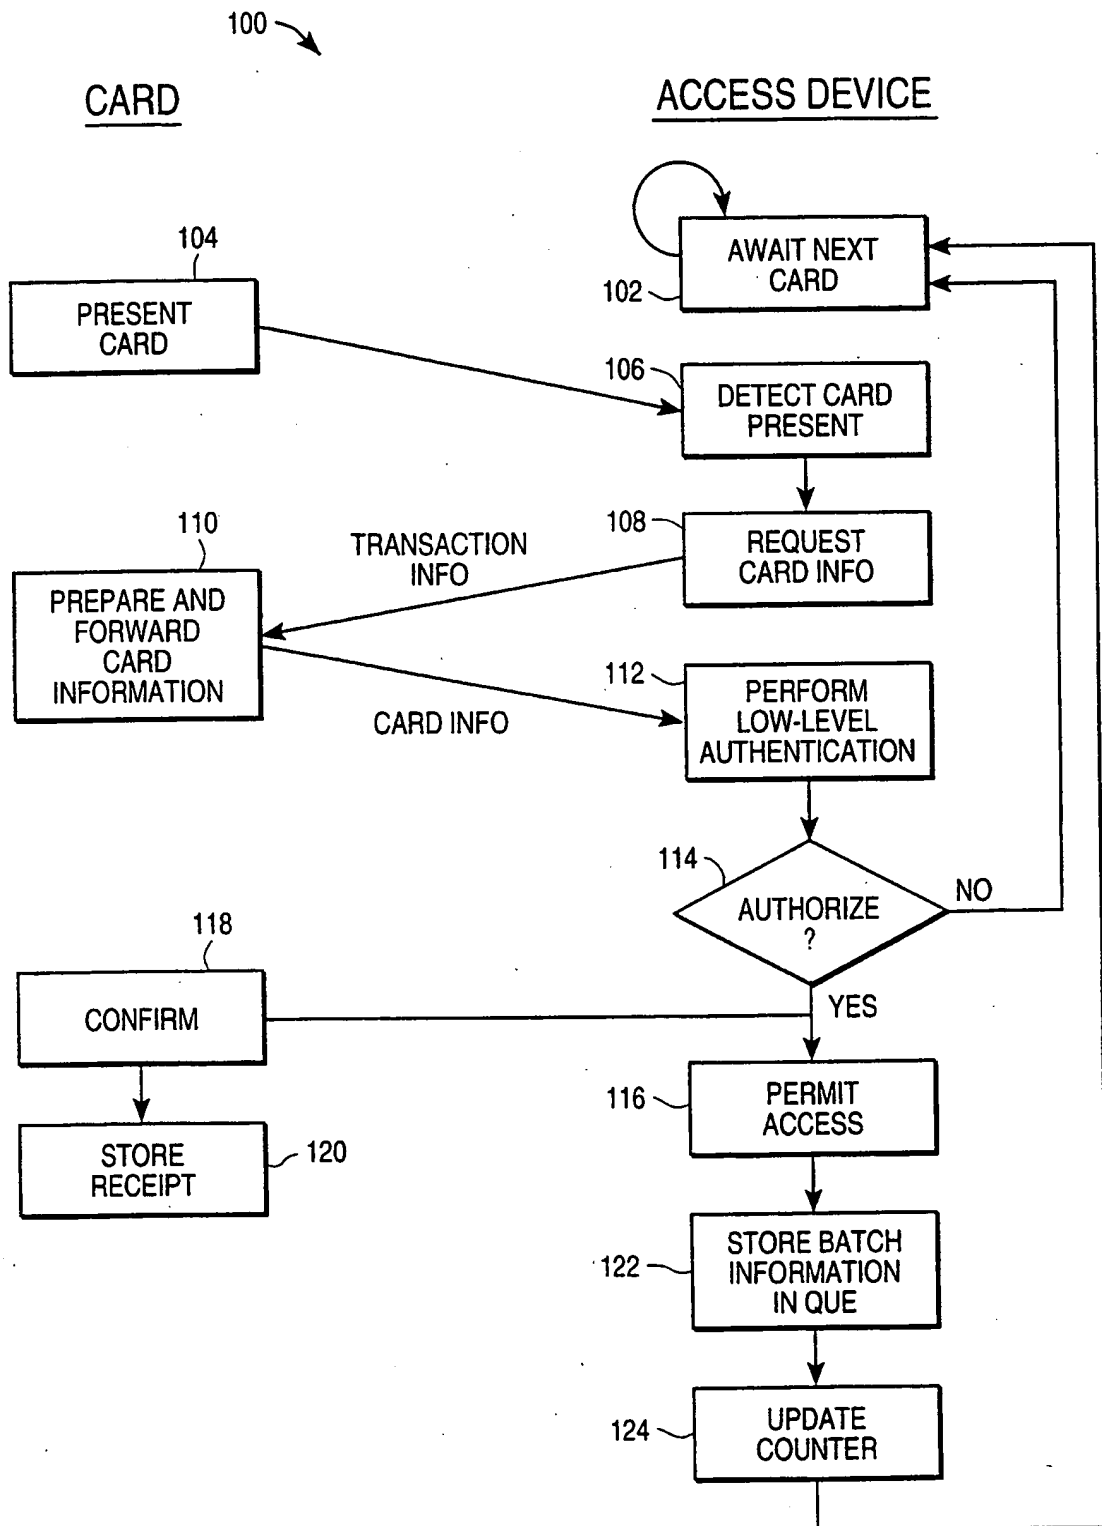 100
CARD
ACCESS DEVICE
104
PRESENT
CARD
AWAIT NEXT
CARD
102
106
DETECT CARD
PRESENT
108
REQUEST
CARD INFO
TRANSACTION
INFO
110
PREPARE AND
FORWARD
CARD
INFORMATION
CARD INFO
112
PERFORM
LOW-LEVEL
AUTHENTICATION
114
AUTHORIZE
?
NO
YES
118
CONFIRM
116
PERMIT
ACCESS
STORE
RECEIPT
120
122
STORE BATCH
INFORMATION
IN QUE
124
UPDATE
COUNTER